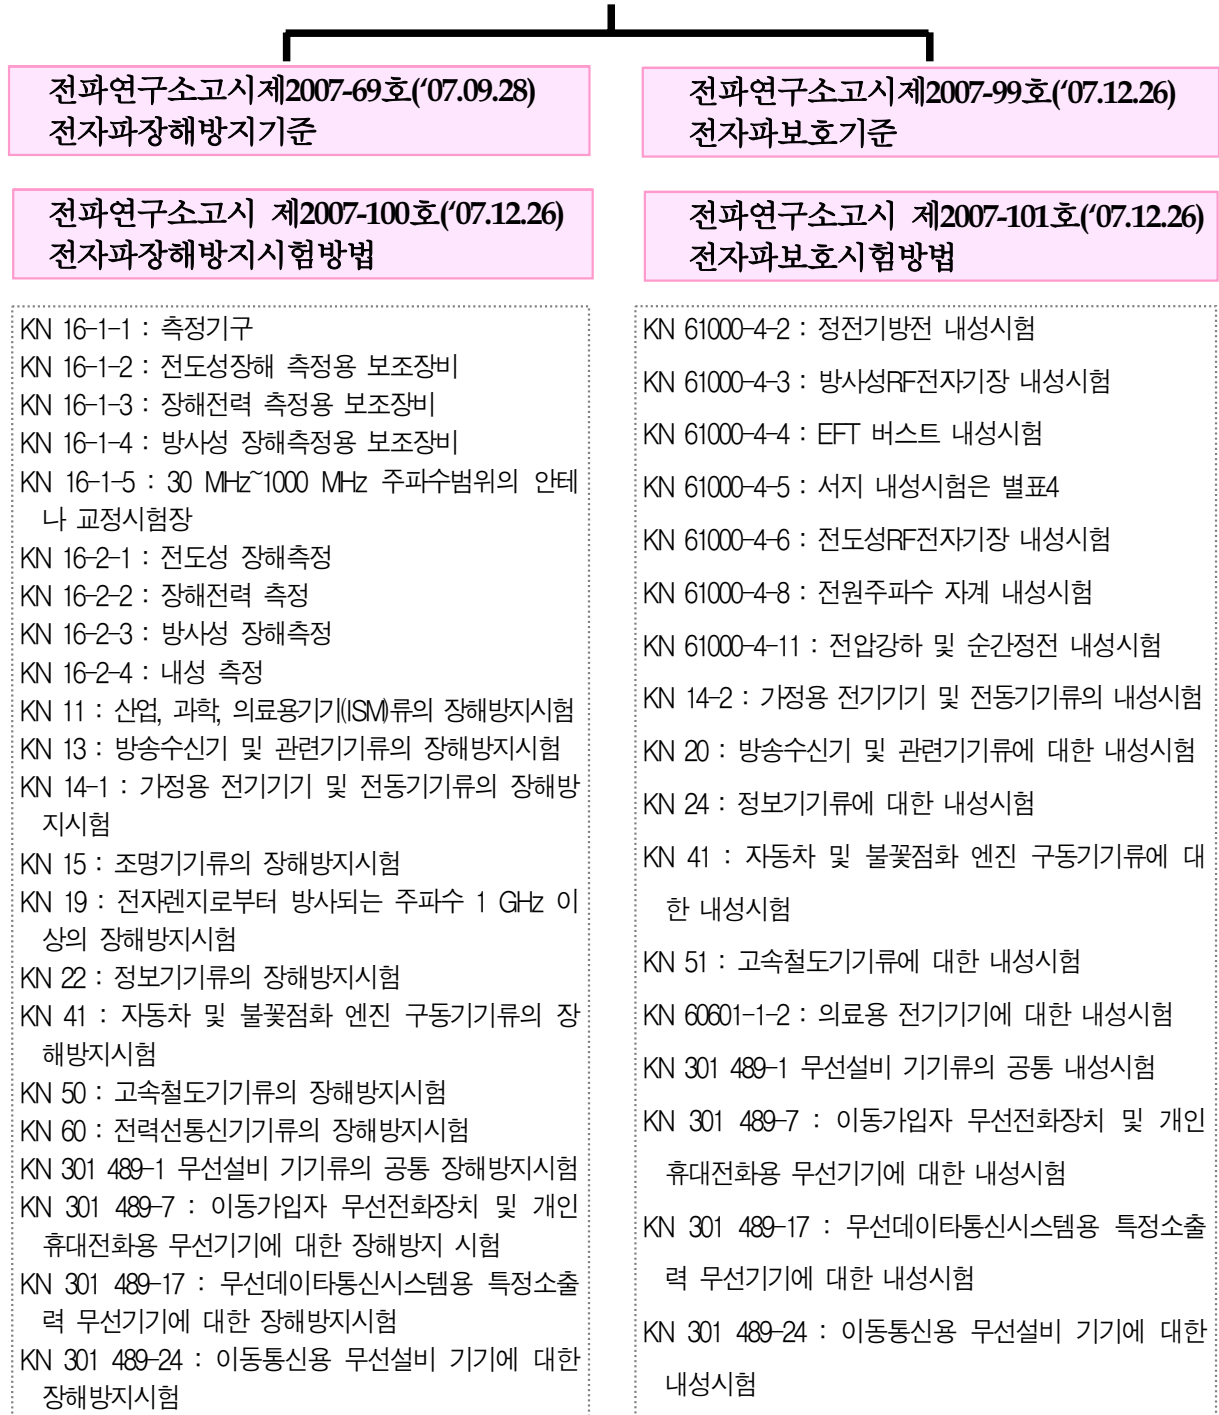 전파연구소고시제2007-69호(‘07.09.28)
전자파장해방지기준
전파연구소고시 제2007-100호(‘07.12.26)
전자파장해방지시험방법
KN 16-1-1 : 측정기구
KN 16-1-2 : 전도성장해 측정용 보조장비
KN 16-1-3 : 장해전력 측정용 보조장비
KN 16-1-4 : 방사성 장해측정용 보조장비
KN 16-1-5 : 30 MHz~1000 MHz 주파수범위의 안테
나 교정시험장
KN 16-2-1 : 전도성 장해측정
KN 16-2-2 : 장해전력 측정
KN 16-2-3 : 방사성 장해측정
KN 16-2-4 : 내성 측정
KN 11 : 산업, 과학, 의료용기기(ISM)류의 장해방지시험
KN 13 : 방송수신기 및 관련기기류의 장해방지시험
KN 14-1 : 가정용 전기기기 및 전동기기류의 장해방
지시험
KN 15 : 조명기기류의 장해방지시험
KN 19 : 전자렌지로부터 방사되는 주파수 1 GHz 이
상의 장해방지시험
KN 22 : 정보기기류의 장해방지시험
KN 41 : 자동차 및 불꽃점화 엔진 구동기기류의 장
해방지시험
KN 50 : 고속철도기기류의 장해방지시험
KN 60 : 전력선통신기기류의 장해방지시험
KN 301 489-1 무선설비 기기류의 공통 장해방지시험
KN 301 489-7 : 이동가입자 무선전화장치 및 개인
휴대전화용 무선기기에 대한 장해방지 시험
KN 301 489-17 : 무선데이타통신시스템용 특정소출
력 무선기기에 대한 장해방지시험
KN 301 489-24 : 이동통신용 무선설비 기기에 대한
장해방지시험
전파연구소고시제2007-99호(‘07.12.26)
전자파보호기준
전파연구소고시 제2007-101호(‘07.12.26)
전자파보호시험방법
KN 61000-4-2 : 정전기방전 내성시험
KN 61000-4-3 : 방사성RF전자기장 내성시험
KN 61000-4-4 : EFT 버스트 내성시험
KN 61000-4-5 : 서지 내성시험은 별표4
KN 61000-4-6 : 전도성RF전자기장 내성시험
KN 61000-4-8 : 전원주파수 자계 내성시험
KN 61000-4-11 : 전압강하 및 순간정전 내성시험
KN 14-2 : 가정용 전기기기 및 전동기기류의 내성시험
KN 20 : 방송수신기 및 관련기기류에 대한 내성시험
KN 24 : 정보기기류에 대한 내성시험
KN 41 : 자동차 및 불꽃점화 엔진 구동기기류에 대
한 내성시험
KN 51 : 고속철도기기류에 대한 내성시험
KN 60601-1-2 : 의료용 전기기기에 대한 내성시험
KN 301 489-1 무선설비 기기류의 공통 내성시험
KN 301 489-7 : 이동가입자 무선전화장치 및 개인
휴대전화용 무선기기에 대한 내성시험
KN 301 489-17 : 무선데이타통신시스템용 특정소출
력 무선기기에 대한 내성시험
KN 301 489-24 : 이동통신용 무선설비 기기에 대한
내성시험